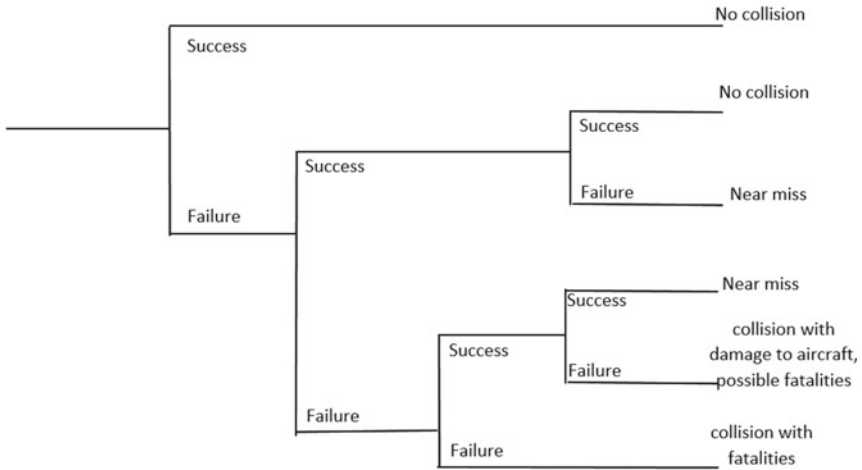 No collision
Success
No collision
Success
Success
Failure
Near miss
Failure
Near miss
Success
collision with
damage to aircraft,
possible fatalities
Success
Failure
Failure
collision with
fatalities
Failure